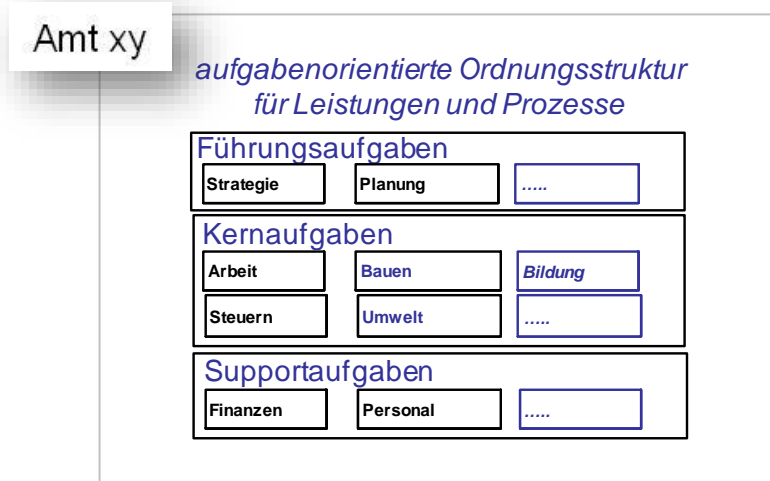 Amt xy
aufgabenorientierte Ordnungsstruktur
für Leistungen und Prozesse
Führungsaufgaben
Strategie Planung .....
Kernaufgaben
Arbeit Bauen Bildung
Steuern Umwelt .....
Supportaufgaben
Finanzen Personal .....